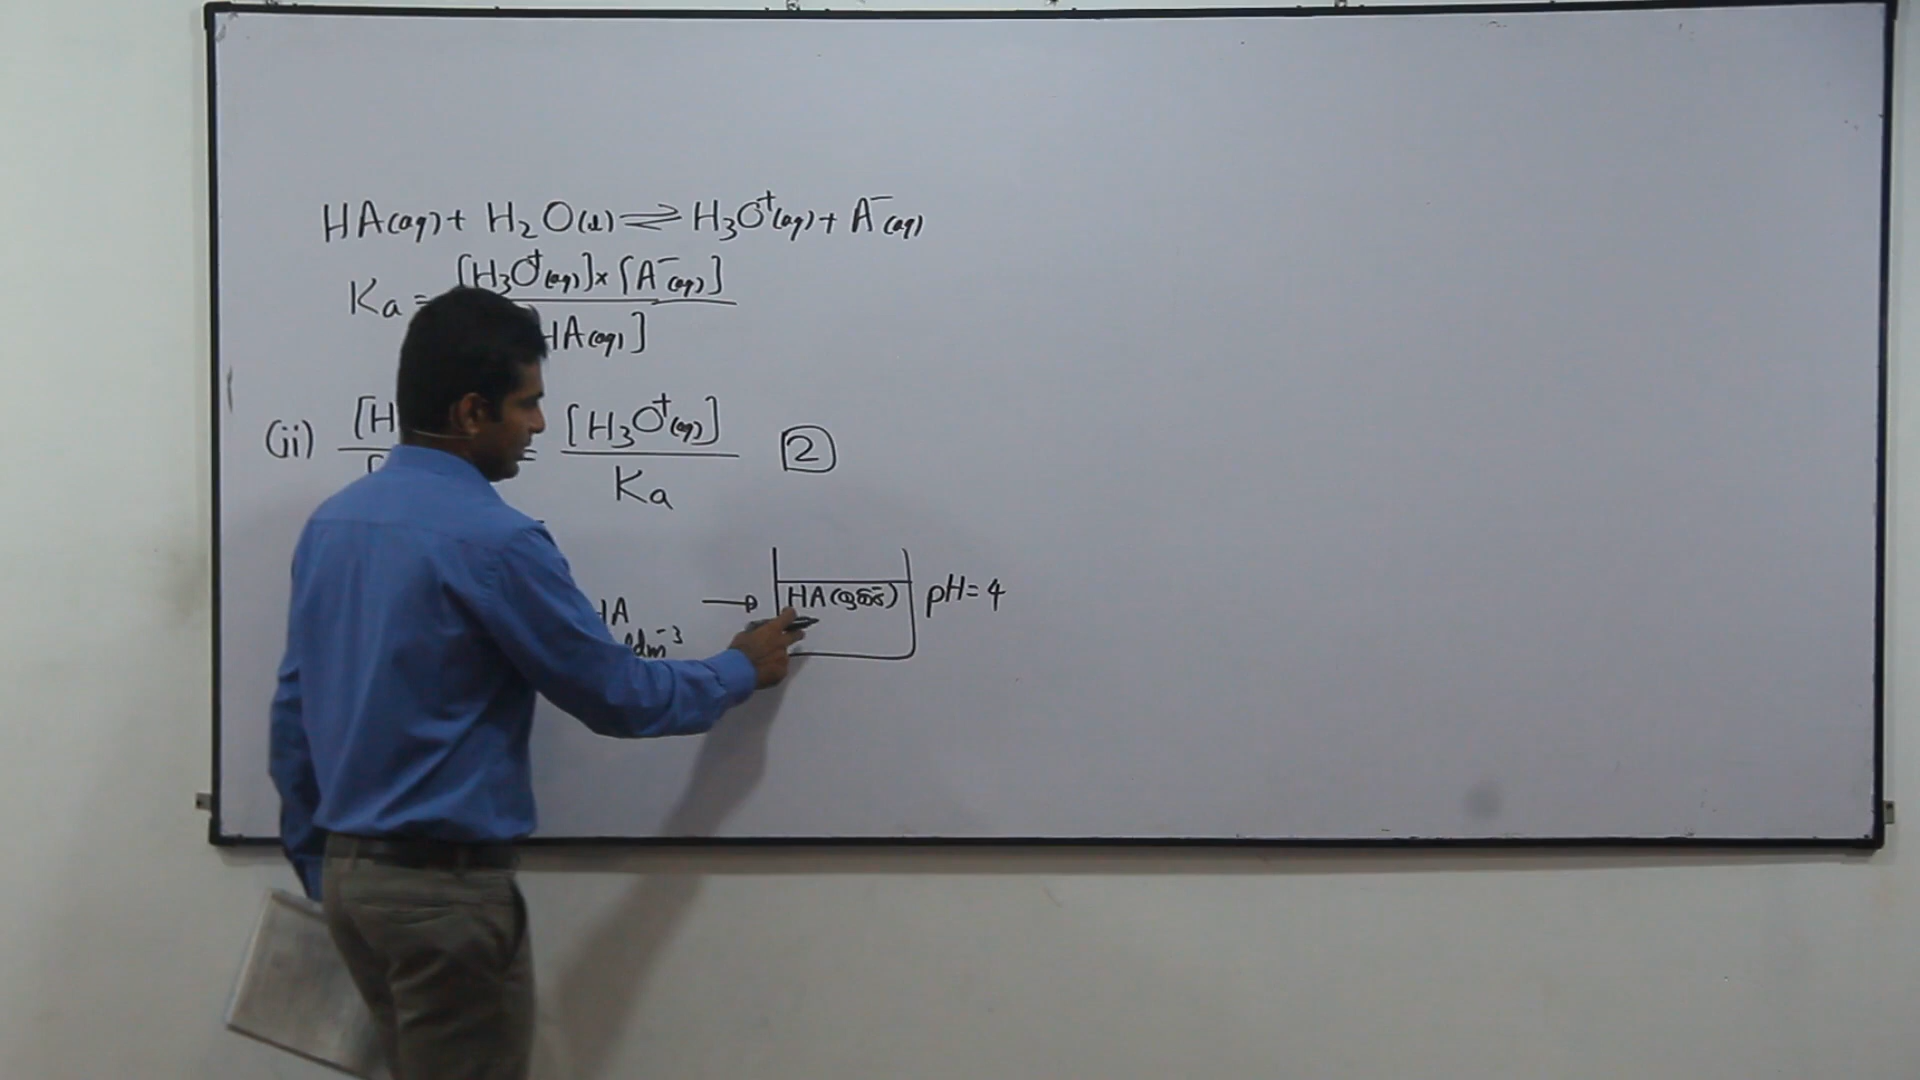 HA(aq) + H₂O(l) ⇌ H₃O⁺(aq) + A⁻(aq)
Ka = [H₃O⁺(aq)] × [A⁻(aq)]
HA(aq)]
(ii) [H = [H₃O⁺(aq)] 2
Ka
HA → HA( ) pH = 4
dm⁻³